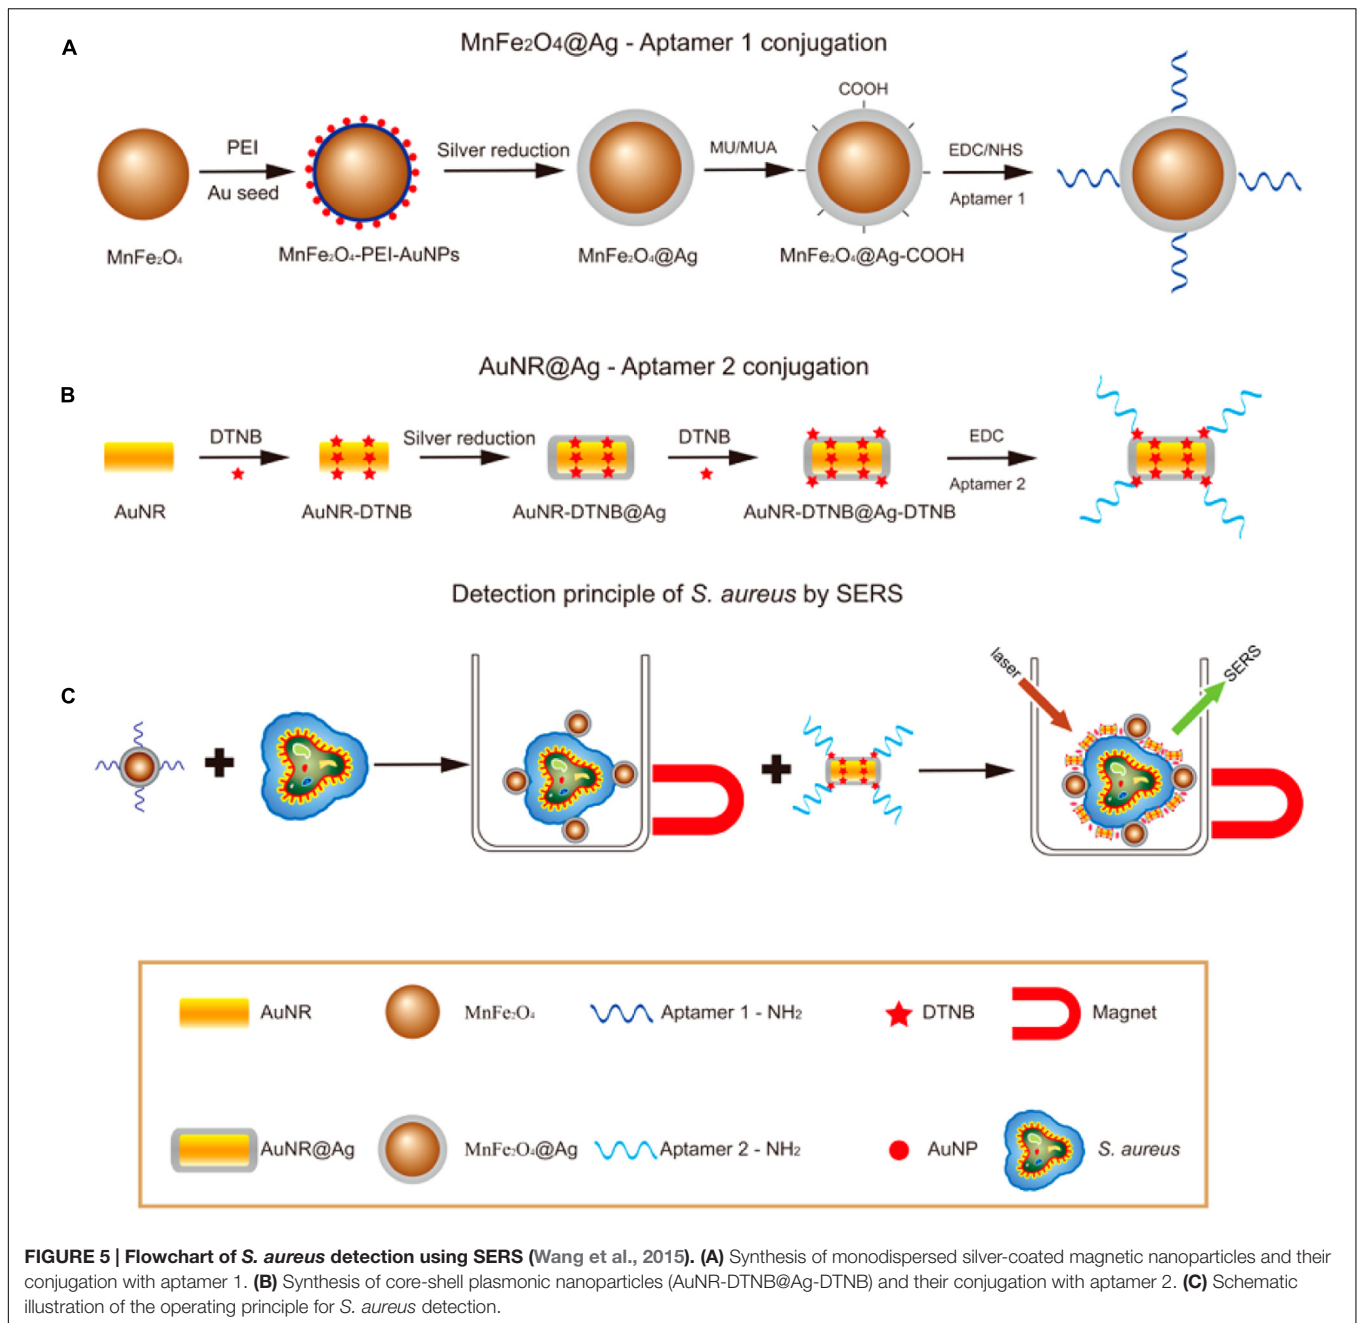 A
MnFe₂O₄@Ag - Aptamer 1 conjugation
COOH
PEI
Au seed
Silver reduction
MU/MUA
EDC/NHS
Aptamer 1
MnFe₂O₄
MnFe₂O₄-PEI-AuNPs
MnFe₂O₄@Ag
MnFe₂O₄@Ag-COOH
AuNR@Ag - Aptamer 2 conjugation
B
DTNB
Silver reduction
DTNB
EDC
Aptamer 2
AuNR
AuNR-DTNB
AuNR-DTNB@Ag
AuNR-DTNB@Ag-DTNB
Detection principle of S. aureus by SERS
C
laser
SERS
AuNR
MnFe₂O₄
Aptamer 1 - NH₂
DTNB
Magnet
AuNR@Ag
MnFe₂O₄@Ag
Aptamer 2 - NH₂
AuNP
S. aureus
FIGURE 5 | Flowchart of S. aureus detection using SERS (Wang et al., 2015). (A) Synthesis of monodispersed silver-coated magnetic nanoparticles and their
conjugation with aptamer 1. (B) Synthesis of core-shell plasmonic nanoparticles (AuNR-DTNB@Ag-DTNB) and their conjugation with aptamer 2. (C) Schematic
illustration of the operating principle for S. aureus detection.